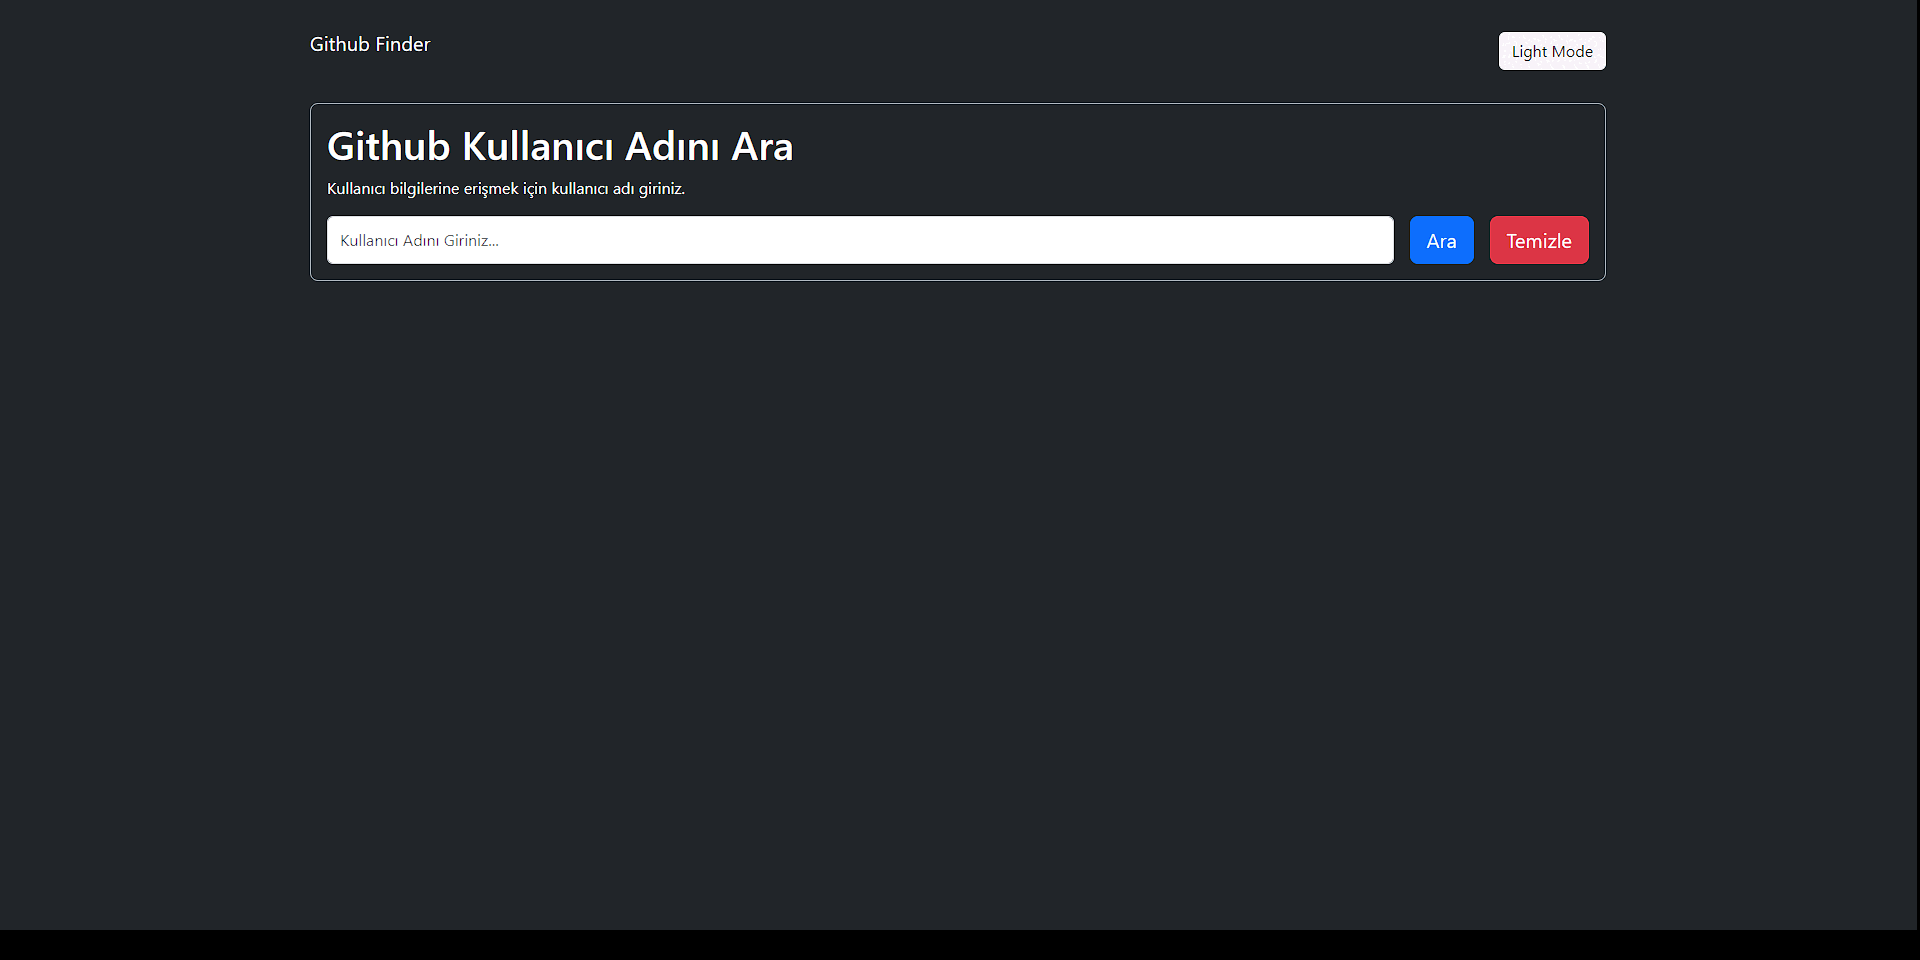 Github Finder
Light Mode
Github Kullanıcı Adını Ara
Kullanıcı bilgilerine erişmek için kullanıcı adı giriniz.
Kullanıcı Adını Giriniz...
Ara
Temizle